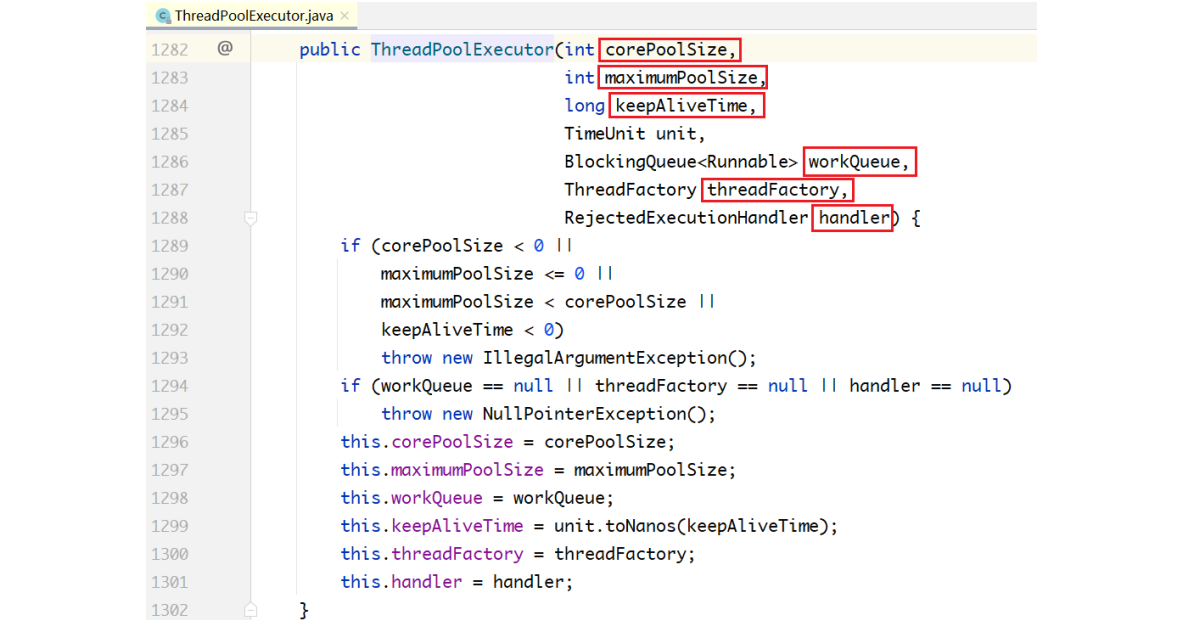 ThreadPoolExecutor.java ×
1282 @ public ThreadPoolExecutor(int corePoolSize,
1283 int maximumPoolSize,
1284 long keepAliveTime,
1285 TimeUnit unit,
1286 BlockingQueue<Runnable> workQueue,
1287 ThreadFactory threadFactory,
1288 RejectedExecutionHandler handler) {
1289 if (corePoolSize < 0 ||
1290 maximumPoolSize <= 0 ||
1291 maximumPoolSize < corePoolSize ||
1292 keepAliveTime < 0)
1293 throw new IllegalArgumentException();
1294 if (workQueue == null || threadFactory == null || handler == null)
1295 throw new NullPointerException();
1296 this.corePoolSize = corePoolSize;
1297 this.maximumPoolSize = maximumPoolSize;
1298 this.workQueue = workQueue;
1299 this.keepAliveTime = unit.toNanos(keepAliveTime);
1300 this.threadFactory = threadFactory;
1301 this.handler = handler;
1302 }